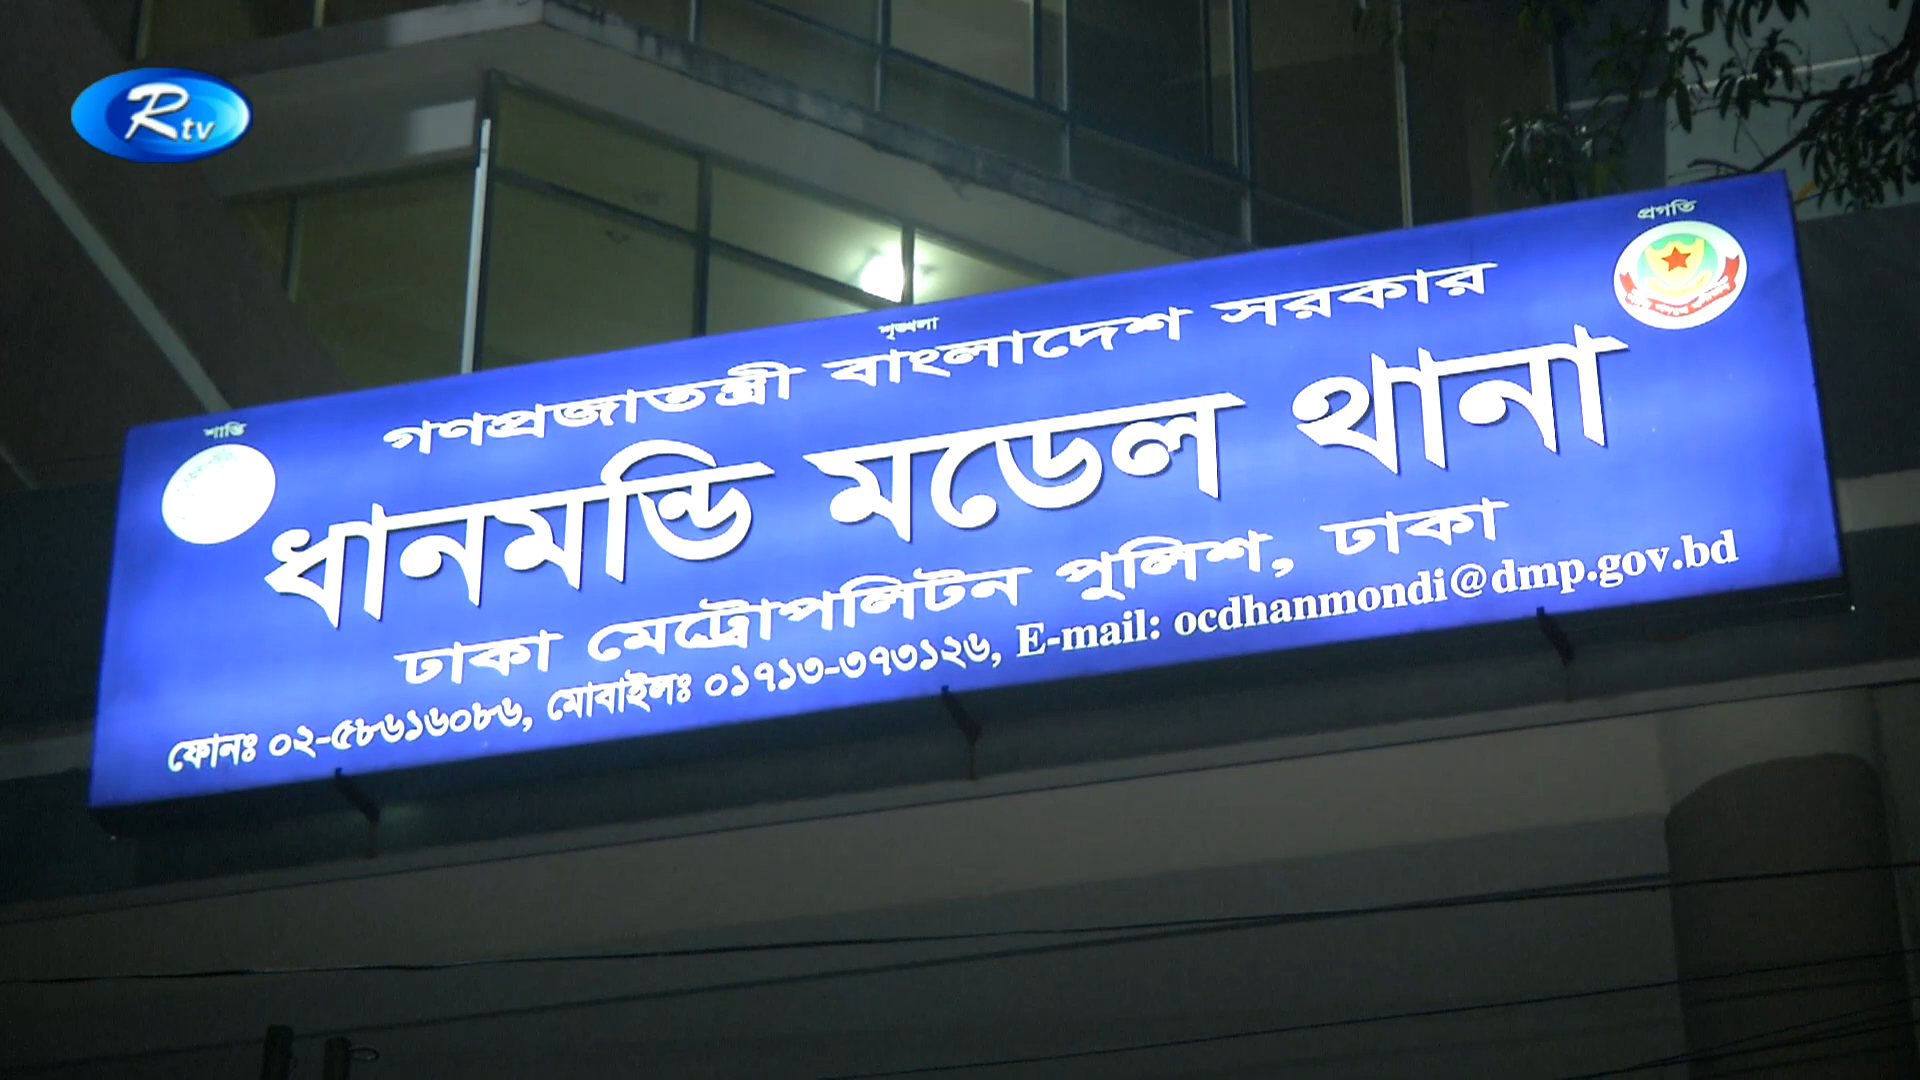 Rtv
শান্তি শৃঙ্খলা প্রগতি
গণপ্রজাতন্ত্রী বাংলাদেশ সরকার
ধানমন্ডি মডেল থানা
ঢাকা মেট্রোপলিটন পুলিশ, ঢাকা
ফোনঃ ০২-৫৮৬১৬০৮৬, মোবাইলঃ ০১৭১৩-৩৭৩১২৬, E-mail: ocdhanmondi@dmp.gov.bd